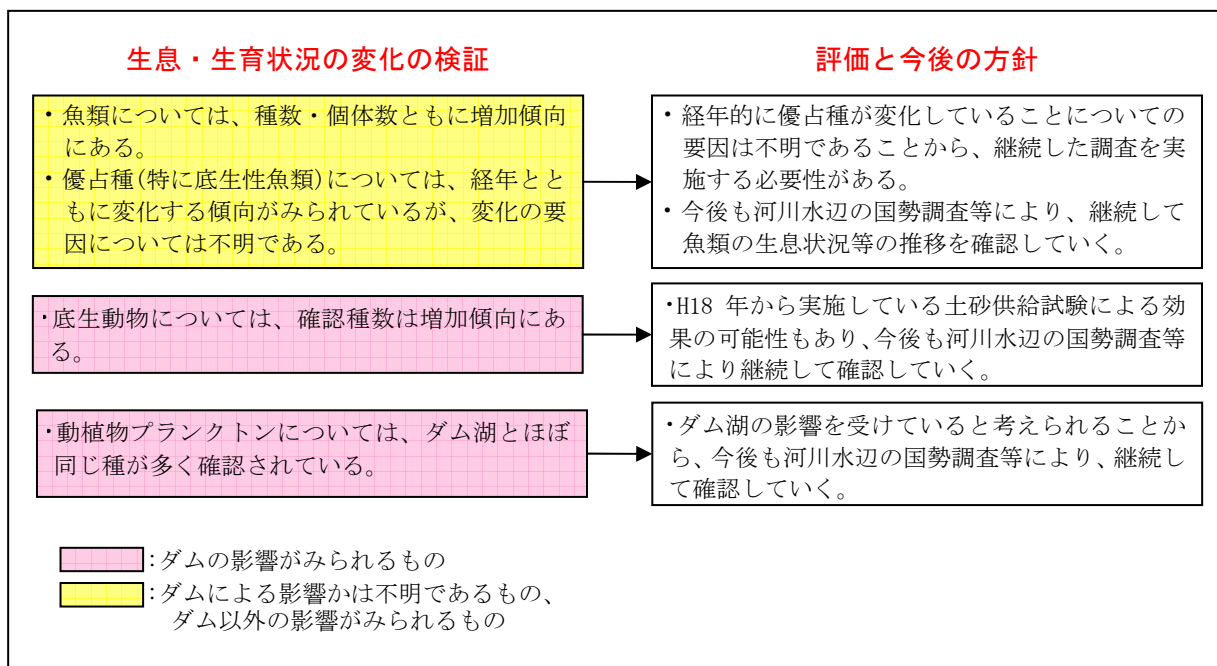 生息・生育状況の変化の検証
評価と今後の方針
・魚類については、種数・個体数ともに増加傾向
にある。
・優占種(特に底生性魚類)については、経年とと
もに変化する傾向がみられているが、変化の要
因については不明である。
・経年的に優占種が変化していることについての
要因は不明であることから、継続した調査を実
施する必要性がある。
・今後も河川水辺の国勢調査等により、継続して
魚類の生息状況等の推移を確認していく。
・底生動物については、確認種数は増加傾向にあ
る。
・H18 年から実施している土砂供給試験による効
果の可能性もあり、今後も河川水辺の国勢調査等
により継続して確認していく。
・動植物プランクトンについては、ダム湖とほぼ
同じ種が多く確認されている。
・ダム湖の影響を受けていると考えられることか
ら、今後も河川水辺の国勢調査等により、継続し
て確認していく。
:ダムの影響がみられるもの
:ダムによる影響かは不明であるもの、
ダム以外の影響がみられるもの